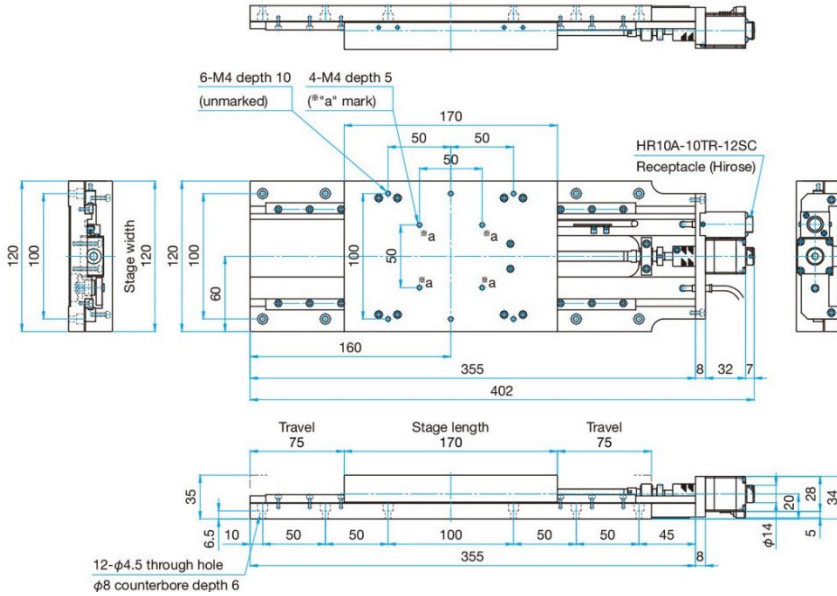 6-M4 depth 10
(unmarked)
4-M4 depth 5
(※"a" mark)
170
50
50
50
HR10A-10TR-12SC
Receptacle (Hirose)
120
100
Stage width
120
120
100
60
100
50
※a
※a
※a
※a
160
355
8
32
7
402
Travel
75
Stage length
170
Travel
75
35
6.5
10
50
50
100
50
50
45
355
8
φ14
20
28
5
34
12-φ4.5 through hole
φ8 counterbore depth 6